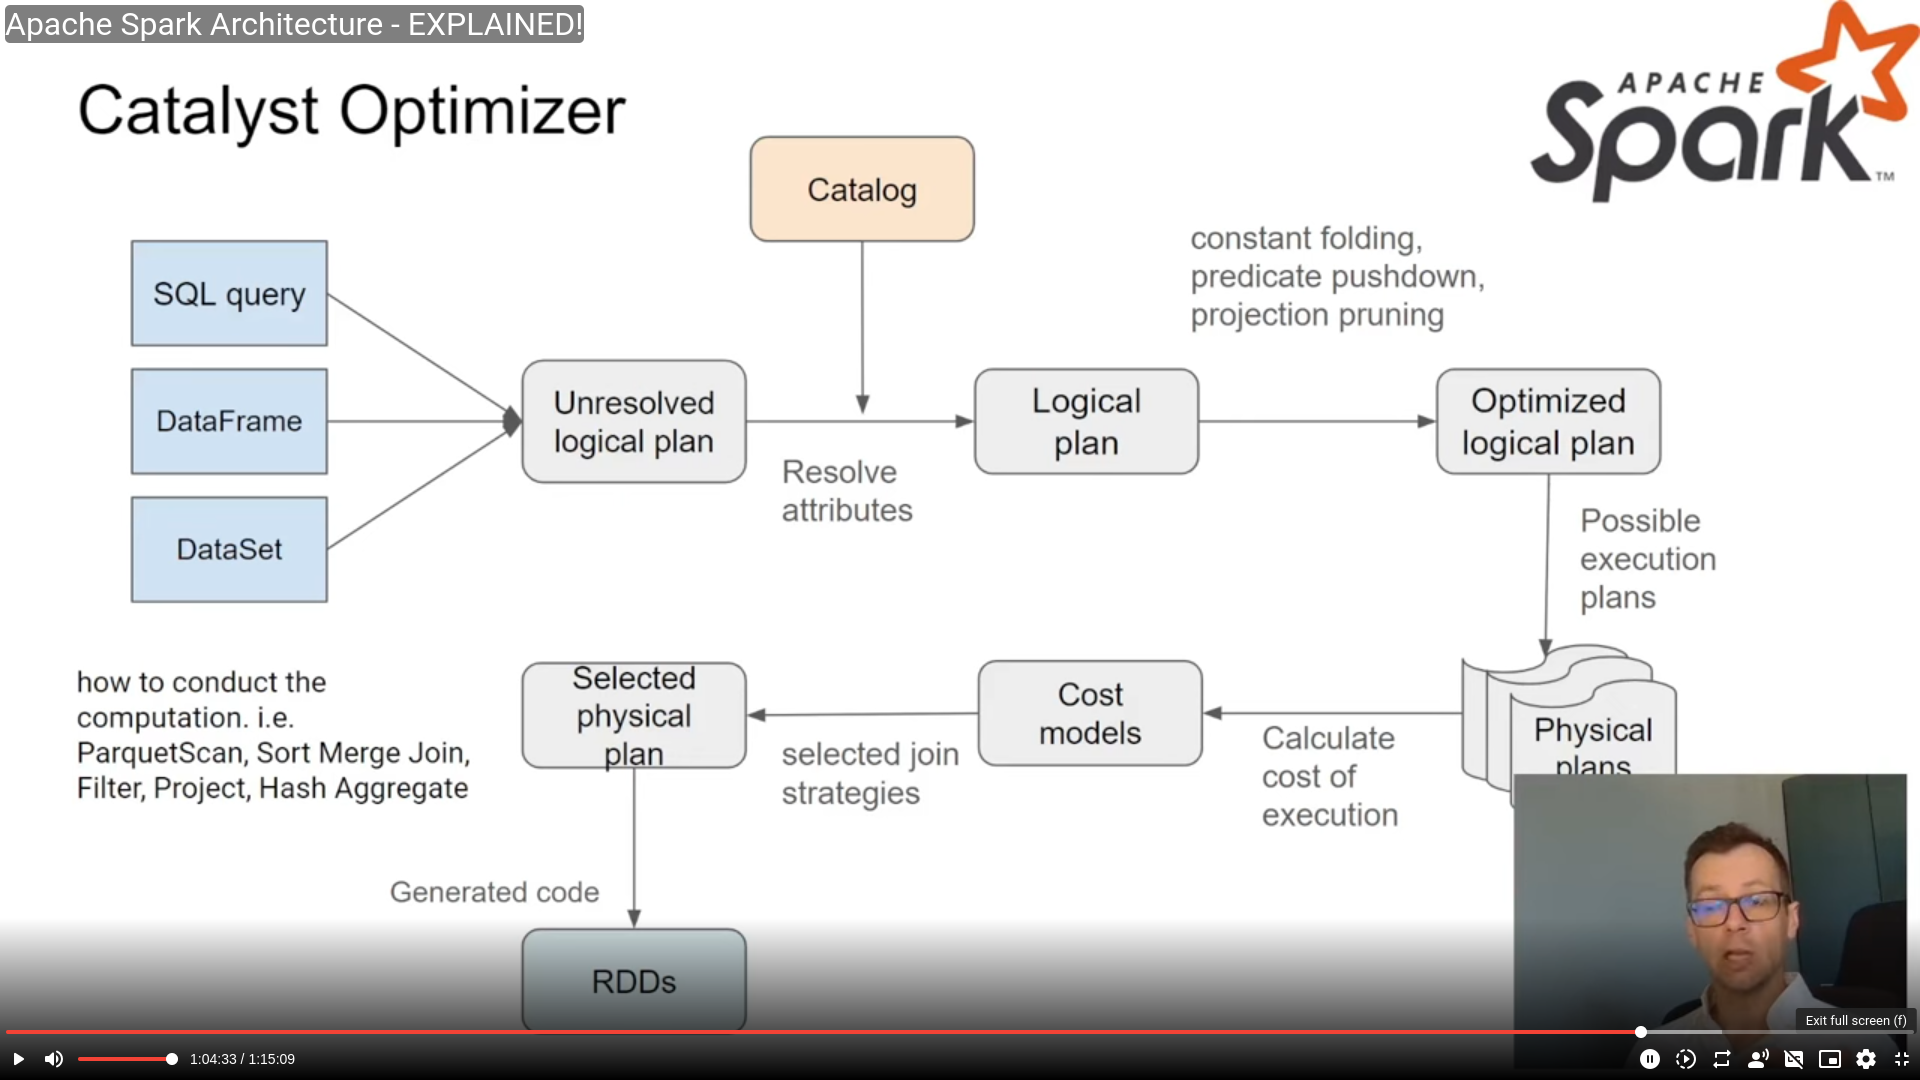 Apache Spark Architecture - EXPLAINED!
Catalyst Optimizer
APACHE
Spark
TM
Catalog
constant folding,
predicate pushdown,
projection pruning
SQL query
DataFrame
DataSet
Unresolved
logical plan
Resolve
attributes
Logical
plan
Optimized
logical plan
Possible
execution
plans
Physical
plans
Calculate
cost of
execution
Cost
models
selected join
strategies
Selected
physical
plan
how to conduct the
computation. i.e.
ParquetScan, Sort Merge Join,
Filter, Project, Hash Aggregate
Generated code
RDDs
Exit full screen (f)
1:04:33 / 1:15:09